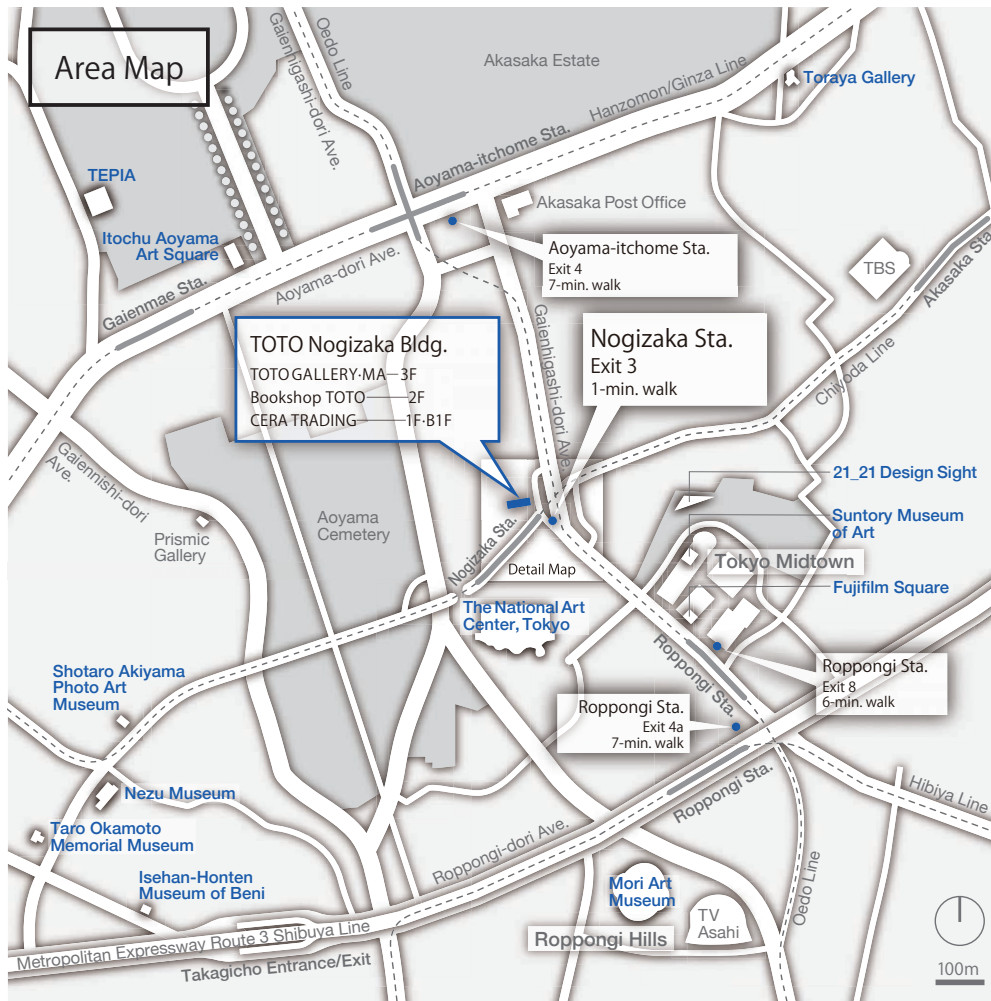 Area Map
Oedo Line
Gaienhigashi-dori Ave.
Akasaka Estate
Hanzomon/Ginza Line
Toraya Gallery
Aoyama-itchome Sta.
TEPIA
Akasaka Post Office
Itochu Aoyama
Art Square
Aoyama-itchome Sta.
Exit 4
7-min. walk
TBS
Akasaka Sta.
Gaienmae Sta.
Aoyama-dori Ave.
TOTO Nogizaka Bldg.
TOTO GALLERY·MA—3F
Bookshop TOTO——2F
CERA TRADING——1F·B1F
Gaienhigashi-dori Ave.
Nogizaka Sta.
Exit 3
1-min. walk
Chiyoda Line
Gaiennishi-dori
Ave.
21_21 Design Sight
Aoyama
Cemetery
Suntory Museum
of Art
Prismic
Gallery
Nogizaka Sta.
Detail Map
Tokyo Midtown
Fujifilm Square
The National Art
Center, Tokyo
Roppongi Sta.
Roppongi Sta.
Exit 8
6-min. walk
Shotaro Akiyama
Photo Art
Museum
Roppongi Sta.
Exit 4a
7-min. walk
Roppongi Sta.
Hibiya Line
Nezu Museum
Taro Okamoto
Memorial Museum
Roppongi-dori Ave.
Isehan-Honten
Museum of Beni
Mori Art
Museum
Oedo Line
TV
Asahi
Roppongi Hills
Metropolitan Expressway Route 3 Shibuya Line
Takagicho Entrance/Exit
100m